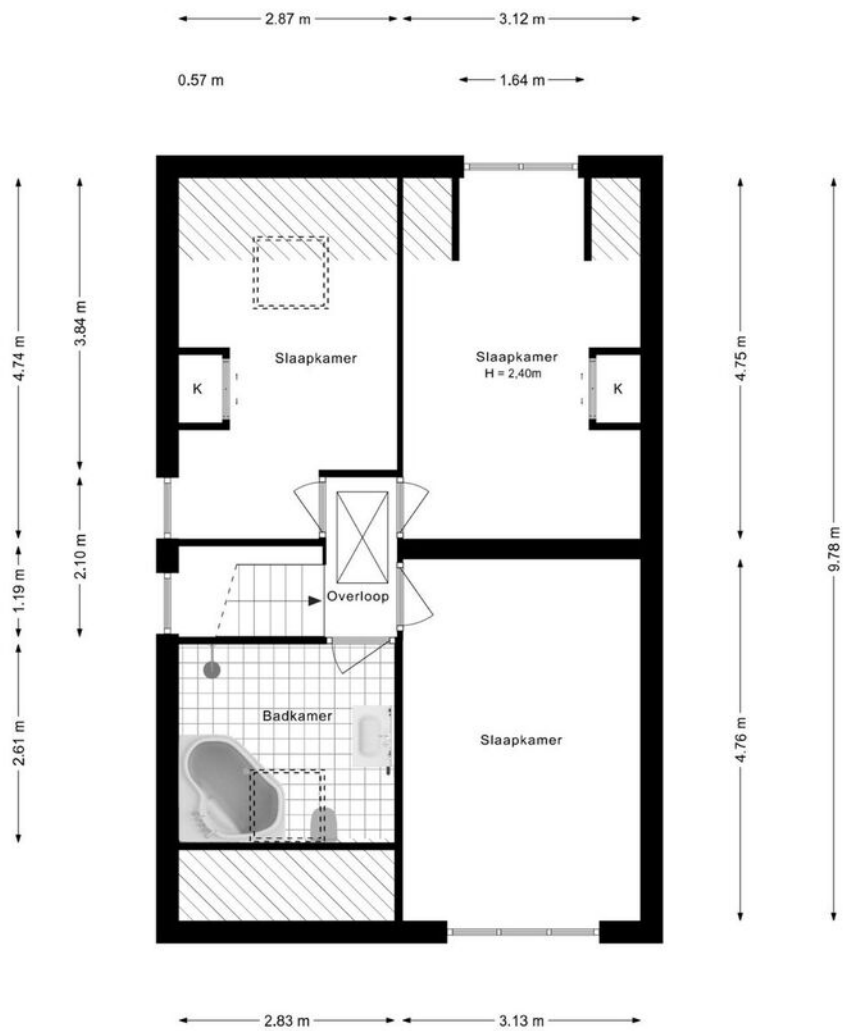 2.87 m
3.12 m
0.57 m
1.64 m
4.74 m
3.84 m
2.10 m
1.19 m
2.61 m
Slaapkamer
K
Slaapkamer
H = 2,40m
K
4.75 m
9.78 m
Overloop
Badkamer
Slaapkamer
4.76 m
2.83 m
3.13 m